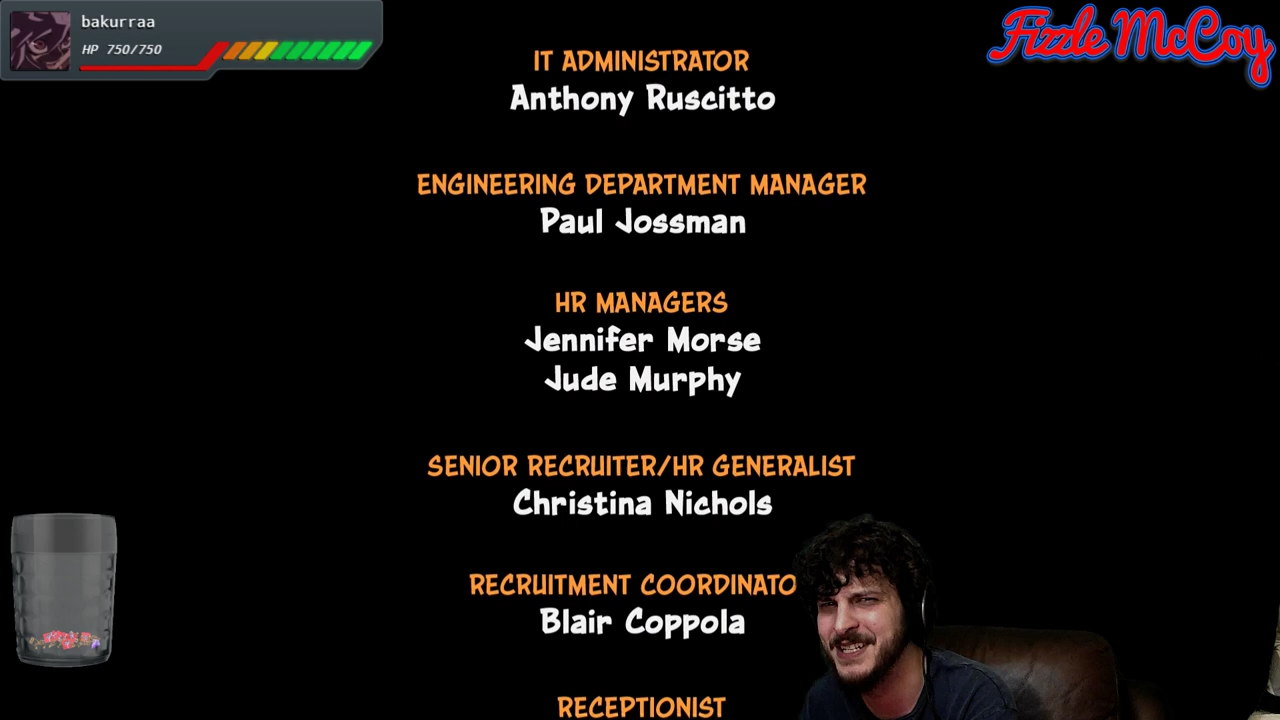 bakurraa
HP 750/750
Fizzle McCoy
IT ADMINISTRATOR
Anthony Ruscitto
ENGINEERING DEPARTMENT MANAGER
Paul Jossman
HR MANAGERS
Jennifer Morse
Jude Murphy
SENIOR RECRUITER/HR GENERALIST
Christina Nichols
RECRUITMENT COORDINATO
Blair Coppola
RECEPTIONIST